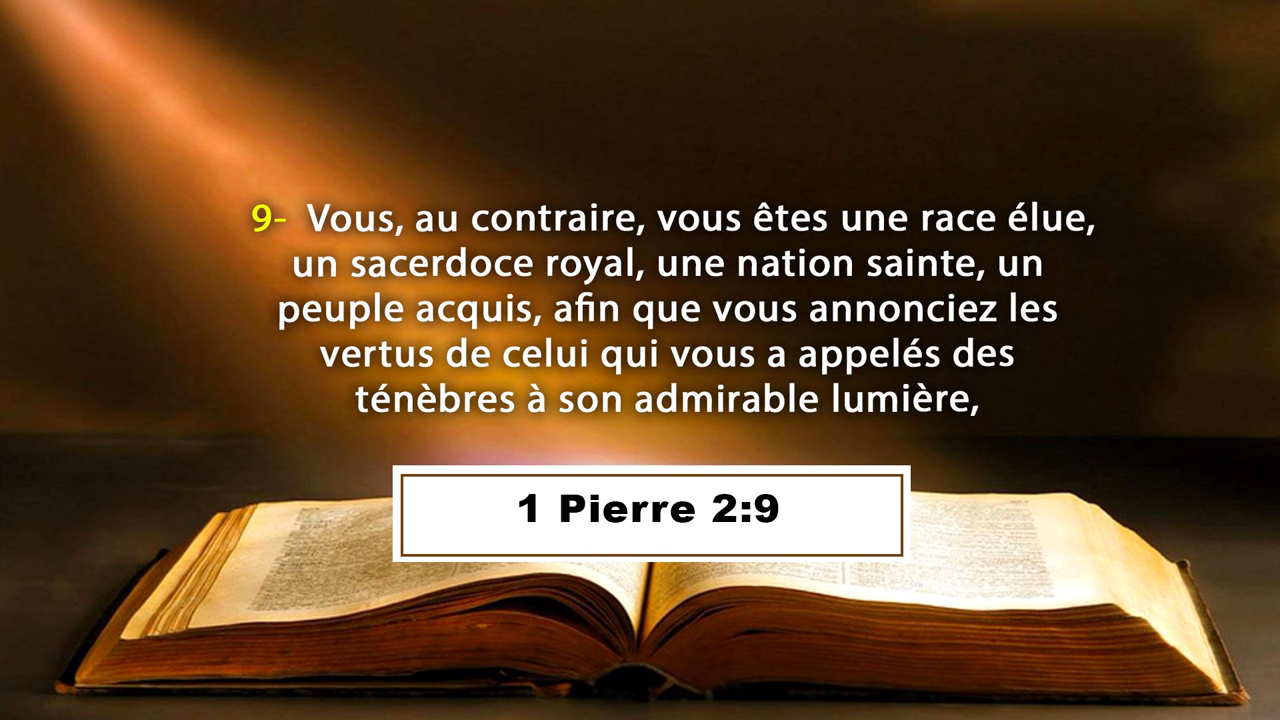 9- Vous, au contraire, vous êtes une race élue,
un sacerdoce royal, une nation sainte, un
peuple acquis, afin que vous annonciez les
vertus de celui qui vous a appelés des
ténèbres à son admirable lumière,
1 Pierre 2:9